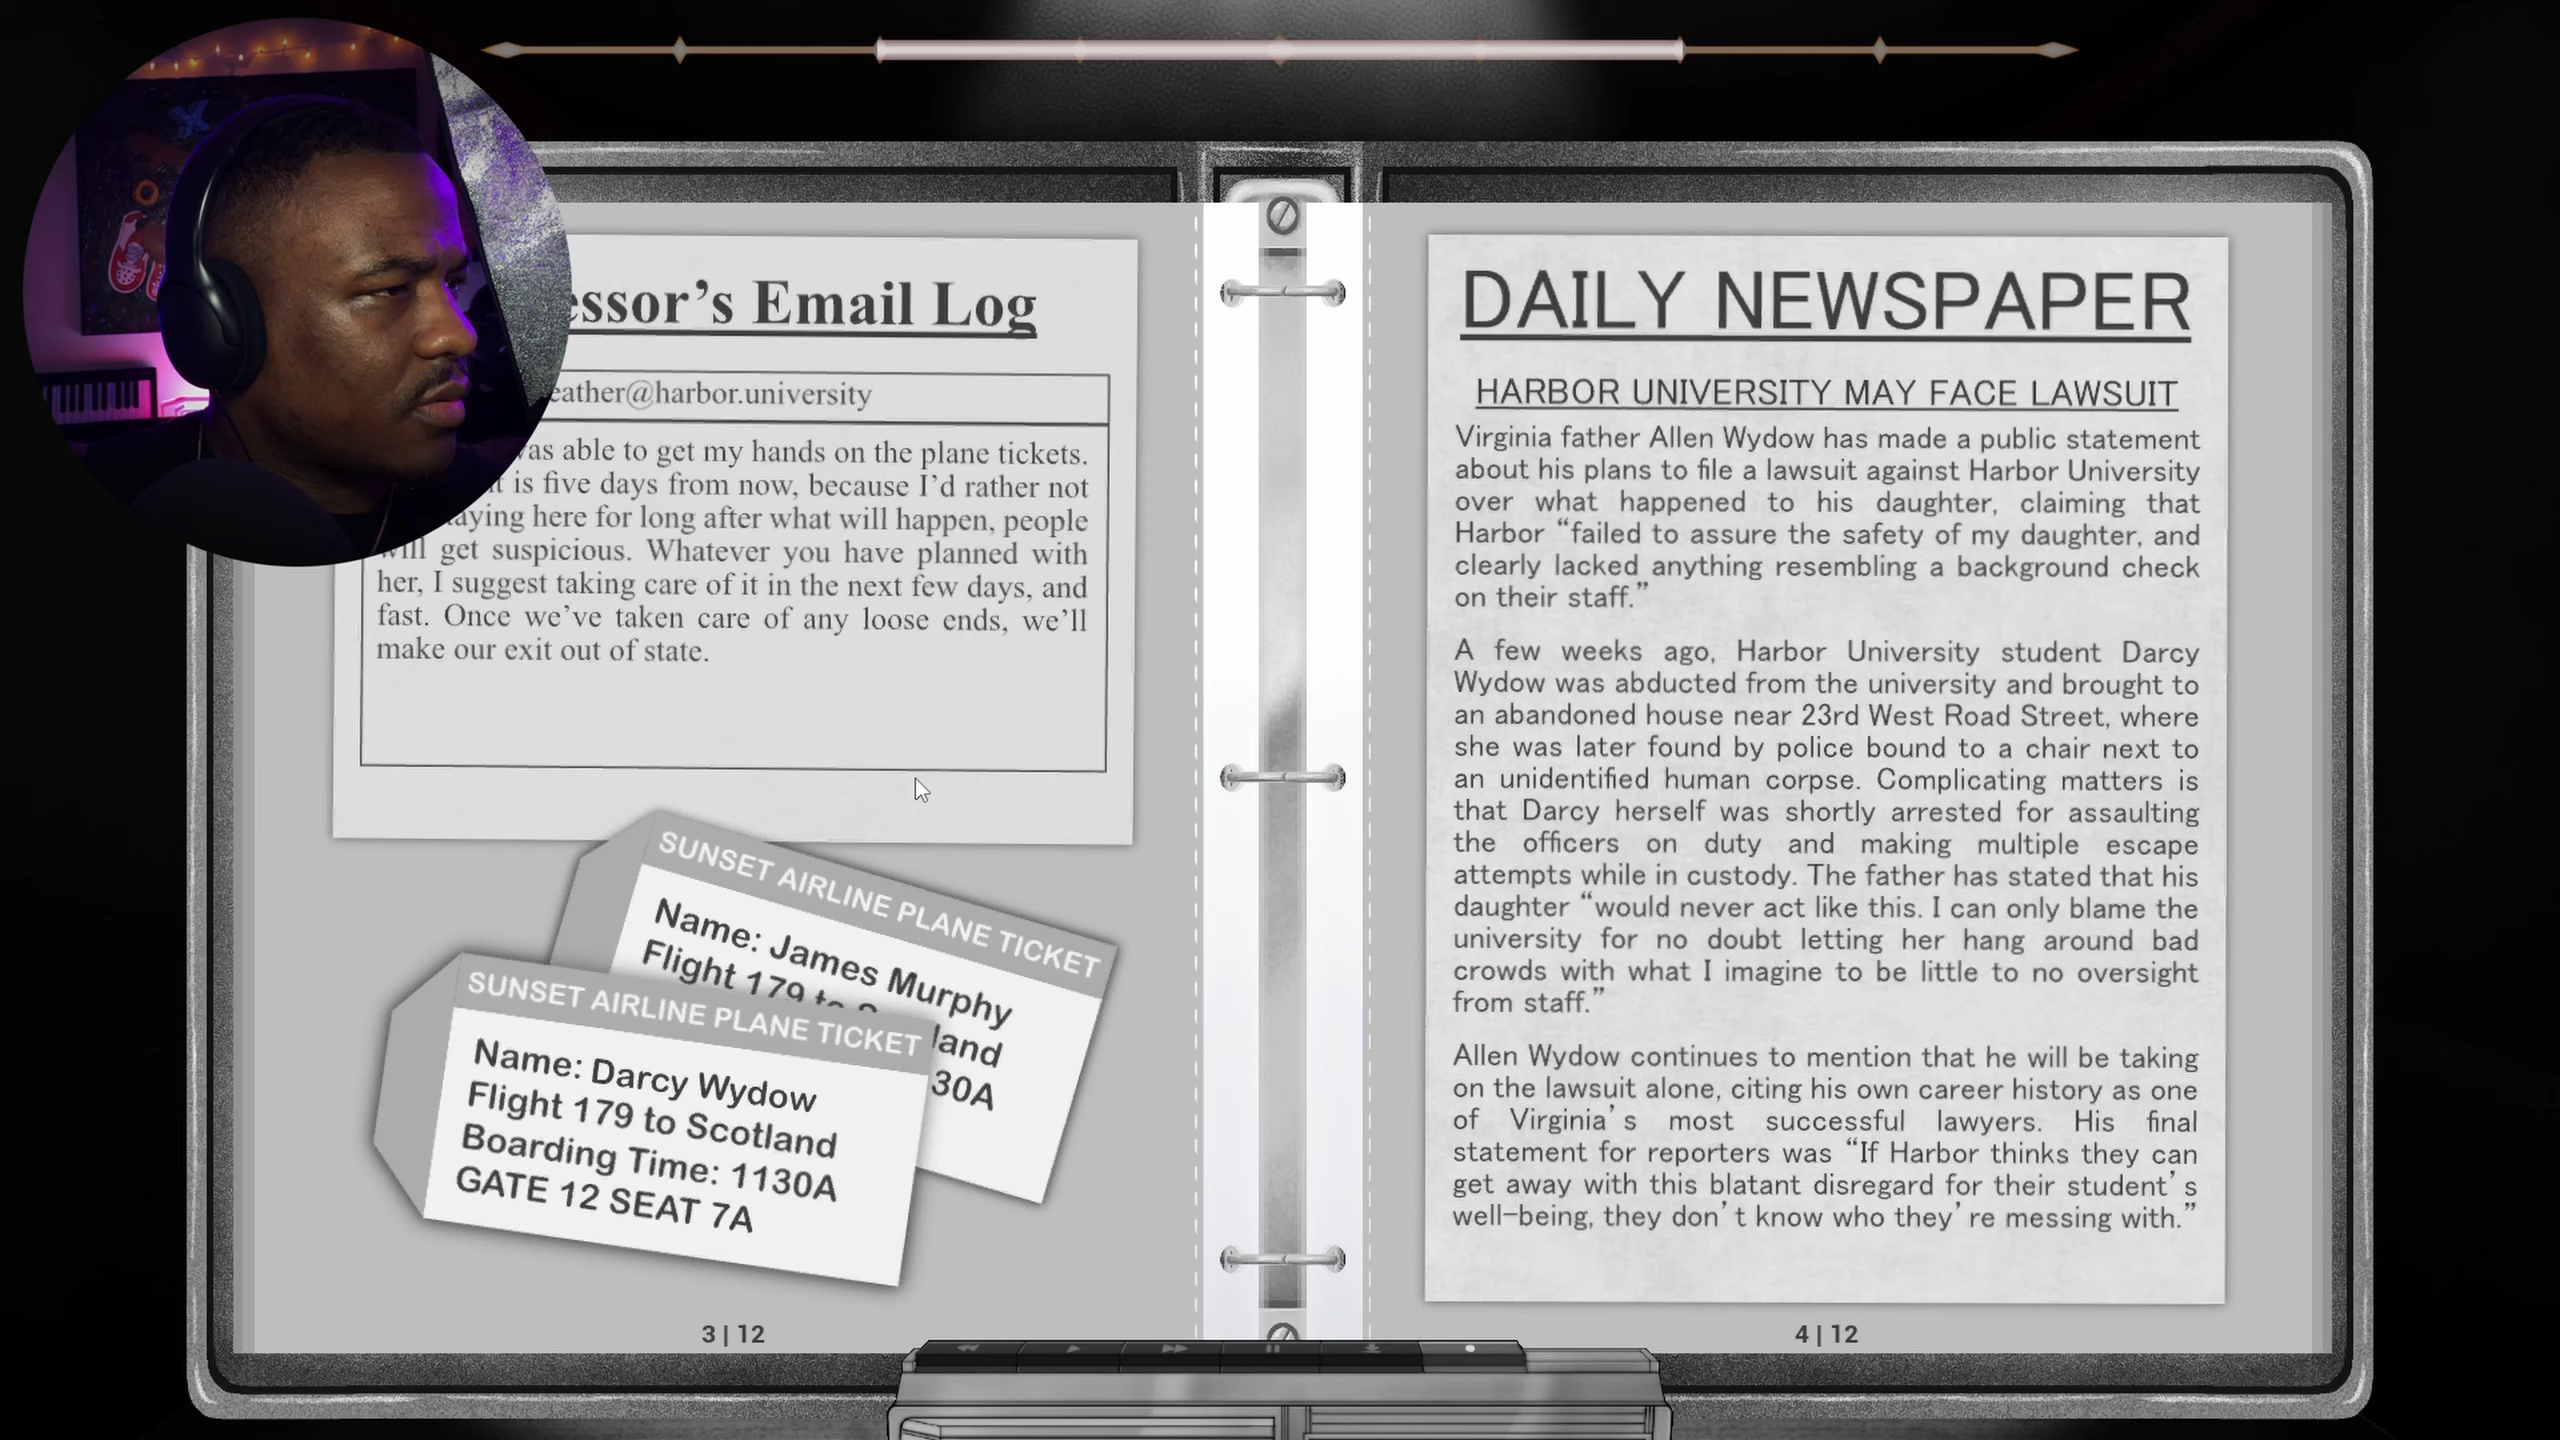 essor’s Email Log
eather@harbor.university
was able to get my hands on the plane tickets.
is five days from now, because I’d rather not
aying here for long after what will happen, people
will get suspicious. Whatever you have planned with
her, I suggest taking care of it in the next few days, and
fast. Once we’ve taken care of any loose ends, we’ll
make our exit out of state.
SUNSET AIRLINE PLANE TICKET
Name: James Murphy
Flight 179 to S land
30A
SUNSET AIRLINE PLANE TICKET
Name: Darcy Wydow
Flight 179 to Scotland
Boarding Time: 1130A
GATE 12 SEAT 7A
3 | 12
DAILY NEWSPAPER
HARBOR UNIVERSITY MAY FACE LAWSUIT
Virginia father Allen Wydow has made a public statement
about his plans to file a lawsuit against Harbor University
over what happened to his daughter, claiming that
Harbor “failed to assure the safety of my daughter, and
clearly lacked anything resembling a background check
on their staff.”
A few weeks ago, Harbor University student Darcy
Wydow was abducted from the university and brought to
an abandoned house near 23rd West Road Street, where
she was later found by police bound to a chair next to
an unidentified human corpse. Complicating matters is
that Darcy herself was shortly arrested for assaulting
the officers on duty and making multiple escape
attempts while in custody. The father has stated that his
daughter “would never act like this. I can only blame the
university for no doubt letting her hang around bad
crowds with what I imagine to be little to no oversight
from staff.”
Allen Wydow continues to mention that he will be taking
on the lawsuit alone, citing his own career history as one
of Virginia’s most successful lawyers. His final
statement for reporters was “If Harbor thinks they can
get away with this blatant disregard for their student’s
well-being, they don’t know who they’re messing with.”
4 | 12